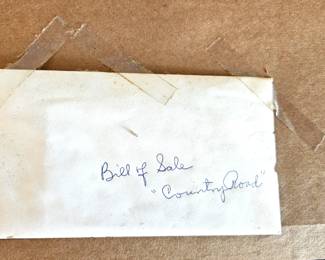 Bill of Sale
"Country Road"